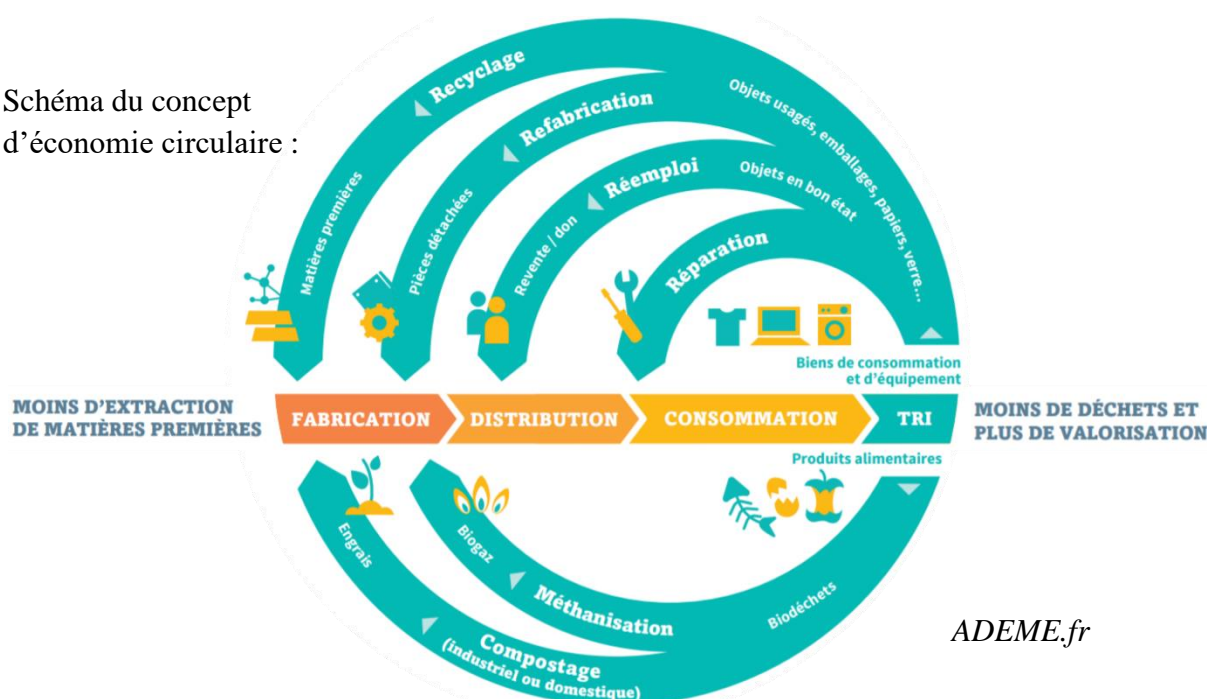 Schéma du concept
d’économie circulaire :
Recyclage
Matières premières
Refabrication
Pièces détachées
Réemploi
Revente / don
Réparation
Objets usagés, emballages, papiers, verre...
Objets en bon état
Biens de consommation
et d’équipement
MOINS D’EXTRACTION
DE MATIÈRES PREMIÈRES
FABRICATION
DISTRIBUTION
CONSOMMATION
TRI
MOINS DE DÉCHETS ET
PLUS DE VALORISATION
Produits alimentaires
Engrais
Biogaz
Méthanisation
Biodéchets
Compostage
(industriel ou domestique)
ADEME.fr